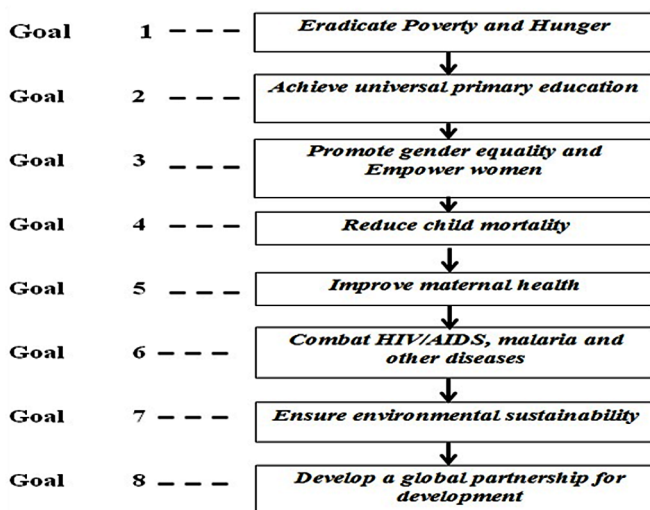 Goal 1 – – – Eradicate Poverty and Hunger
Goal 2 – – – Achieve universal primary education
Goal 3 – – – Promote gender equality and
Empower women
Goal 4 – – – Reduce child mortality
Goal 5 – – – Improve maternal health
Goal 6 – – – Combat HIV/AIDS, malaria and
other diseases
Goal 7 – – – Ensure environmental sustainability
Goal 8 – – – Develop a global partnership for
development